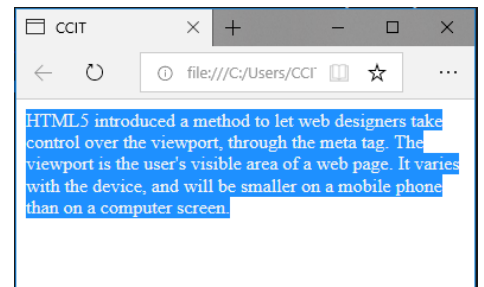 CCIT
file:///C:/Users/CCIT
HTML5 introduced a method to let web designers take
control over the viewport, through the meta tag. The
viewport is the user's visible area of a web page. It varies
with the device, and will be smaller on a mobile phone
than on a computer screen.